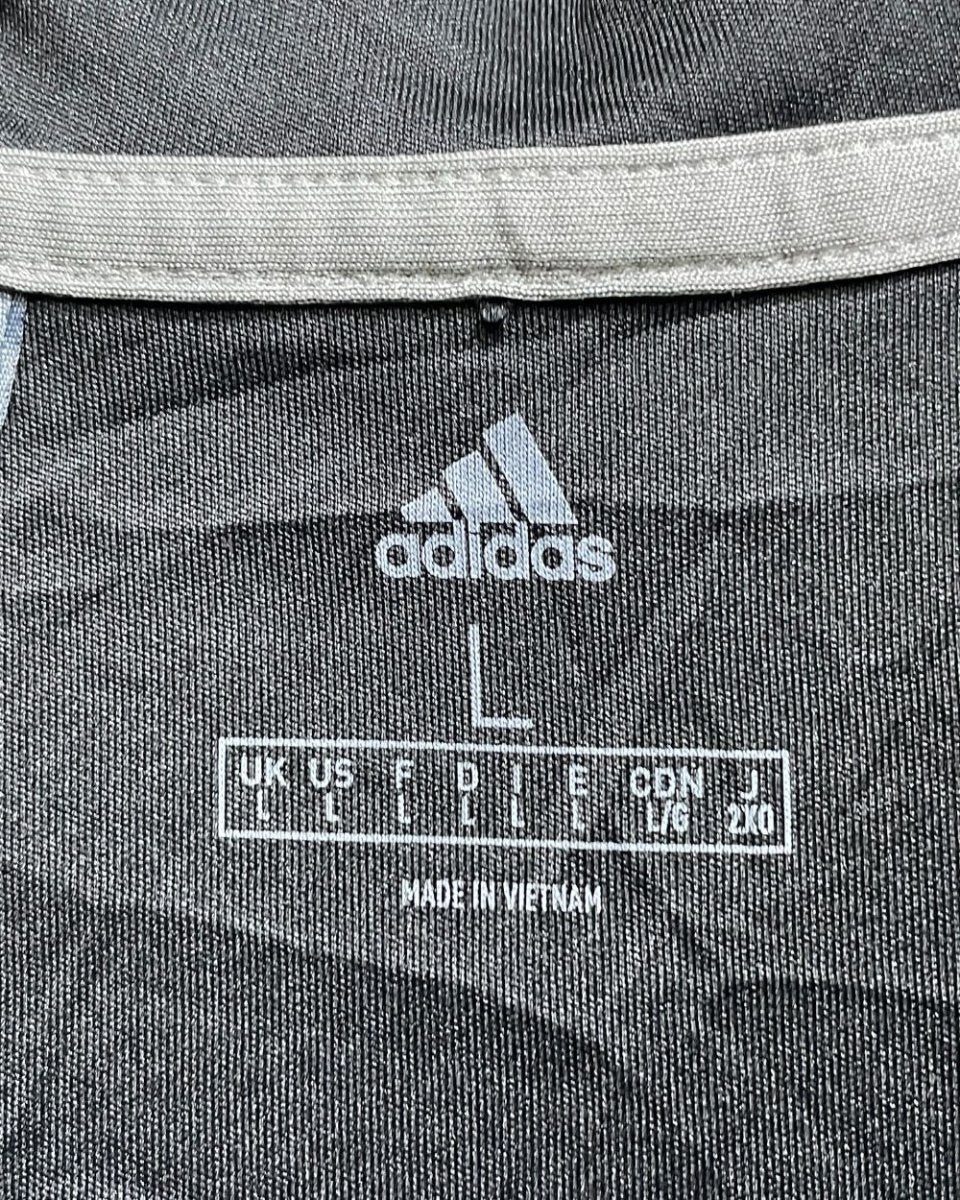 adidas
L
UK US F D I E CDN J
L L L L L L L/G 2XO
MADE IN VIETNAM